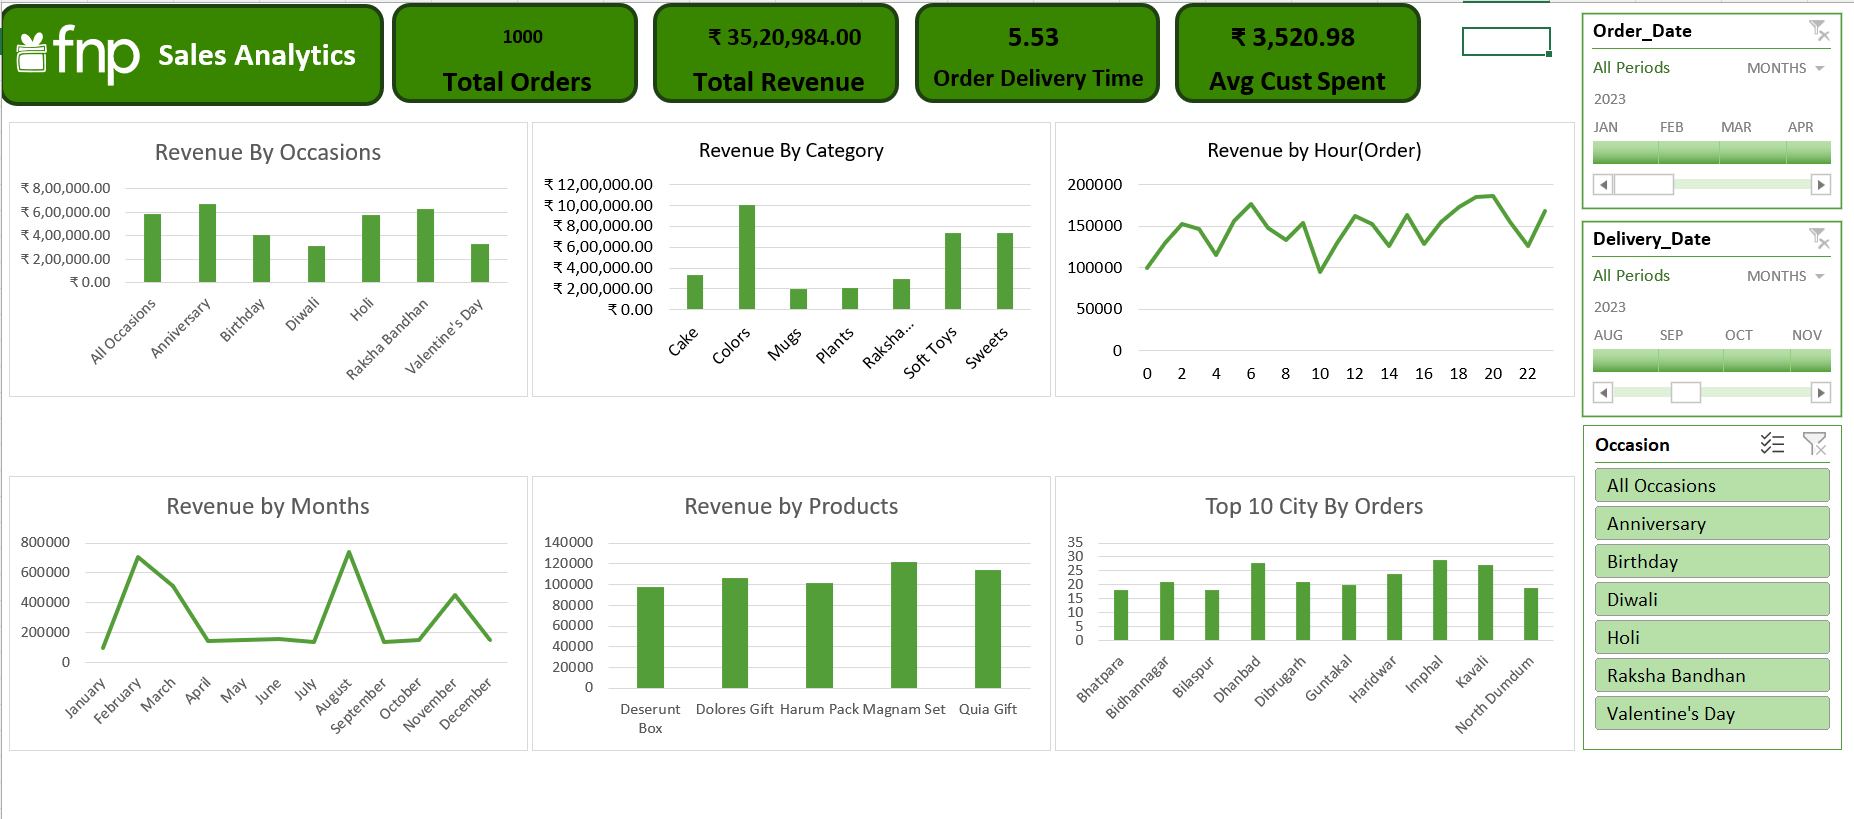 fnp Sales Analytics
1000
Total Orders
₹ 35,20,984.00
Total Revenue
5.53
Order Delivery Time
₹ 3,520.98
Avg Cust Spent
Revenue By Occasions
₹ 8,00,000.00
₹ 6,00,000.00
₹ 4,00,000.00
₹ 2,00,000.00
₹ 0.00
All Occasions
Anniversary
Birthday
Diwali
Holi
Raksha Bandhan
Valentine's Day
Revenue By Category
₹ 12,00,000.00
₹ 10,00,000.00
₹ 8,00,000.00
₹ 6,00,000.00
₹ 4,00,000.00
₹ 2,00,000.00
₹ 0.00
Cake
Colors
Mugs
Plants
Raksha...
Soft Toys
Sweets
Revenue by Hour(Order)
200000
150000
100000
50000
0
0 2 4 6 8 10 12 14 16 18 20 22
Order_Date
All Periods MONTHS
2023
JAN FEB MAR APR
Delivery_Date
All Periods MONTHS
2023
AUG SEP OCT NOV
Occasion
All Occasions
Anniversary
Birthday
Diwali
Holi
Raksha Bandhan
Valentine's Day
Revenue by Months
800000
600000
400000
200000
0
January
February
March
April
May
June
July
August
September
October
November
December
Revenue by Products
140000
120000
100000
80000
60000
40000
20000
0
Deserunt Box
Dolores Gift
Harum Pack
Magnam Set
Quia Gift
Top 10 City By Orders
35
30
25
20
15
10
5
0
Bhatpara
Bidhannagar
Bilaspur
Dhanbad
Dibrugarh
Guntakal
Haridwar
Imphal
Kavali
North Dumdum